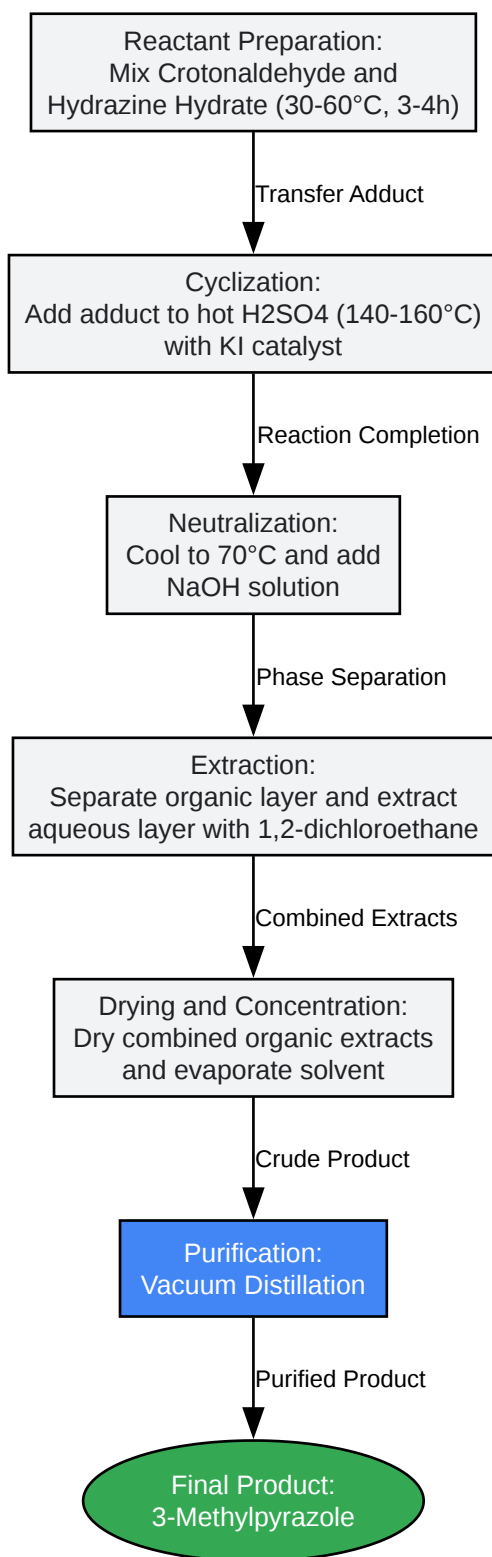 Reactant Preparation:
Mix Crotonaldehyde and
Hydrazine Hydrate (30-60°C, 3-4h)
Transfer Adduct
Cyclization:
Add adduct to hot H2SO4 (140-160°C)
with KI catalyst
Reaction Completion
Neutralization:
Cool to 70°C and add
NaOH solution
Phase Separation
Extraction:
Separate organic layer and extract
aqueous layer with 1,2-dichloroethane
Combined Extracts
Drying and Concentration:
Dry combined organic extracts
and evaporate solvent
Crude Product
Purification:
Vacuum Distillation
Purified Product
Final Product:
3-Methylpyrazole